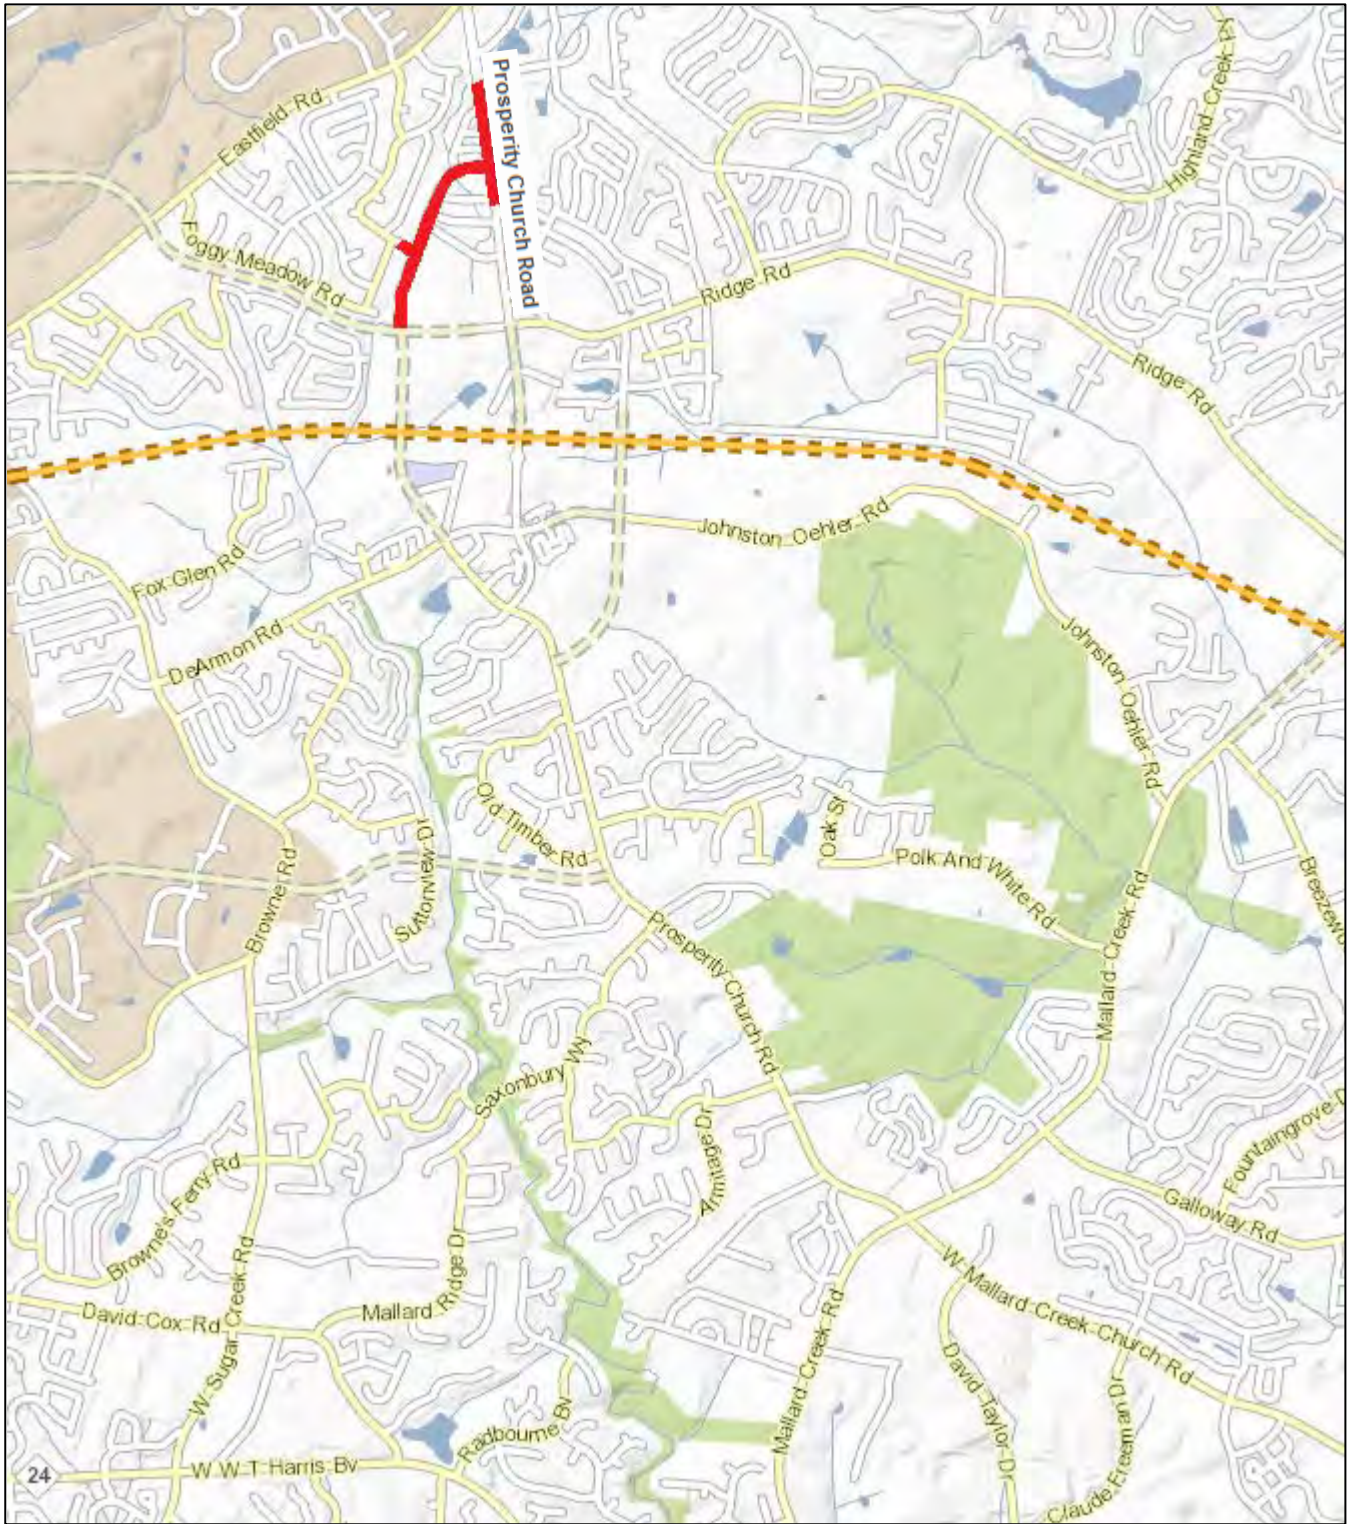 Prosperity Church Road
Highland Creek P
Eastfield Rd
Foggy Meadow Rd
Ridge Rd
Ridge Rd
Johnston Oehler Rd
Fox Glen Rd
DeArmon Rd
Johnston Oehler Rd
Old Timber Rd
Oak St
Polk And White Rd
Suttonview Dr
Browne Rd
Breezewo
Prosperity Church Rd
Mallard Creek Rd
Saxonbury Wy
Armitage Dr
Fountaingrove D
Browne's Ferry Rd
Galloway Rd
W Sugar Creek Rd
Mallard Ridge Dr
David Cox Rd
W Mallard Creek Church Rd
Mallard Creek Rd
David Taylor Dr
Claude Freeman Dr
Radbourne Bv
W W T Harris Bv
24